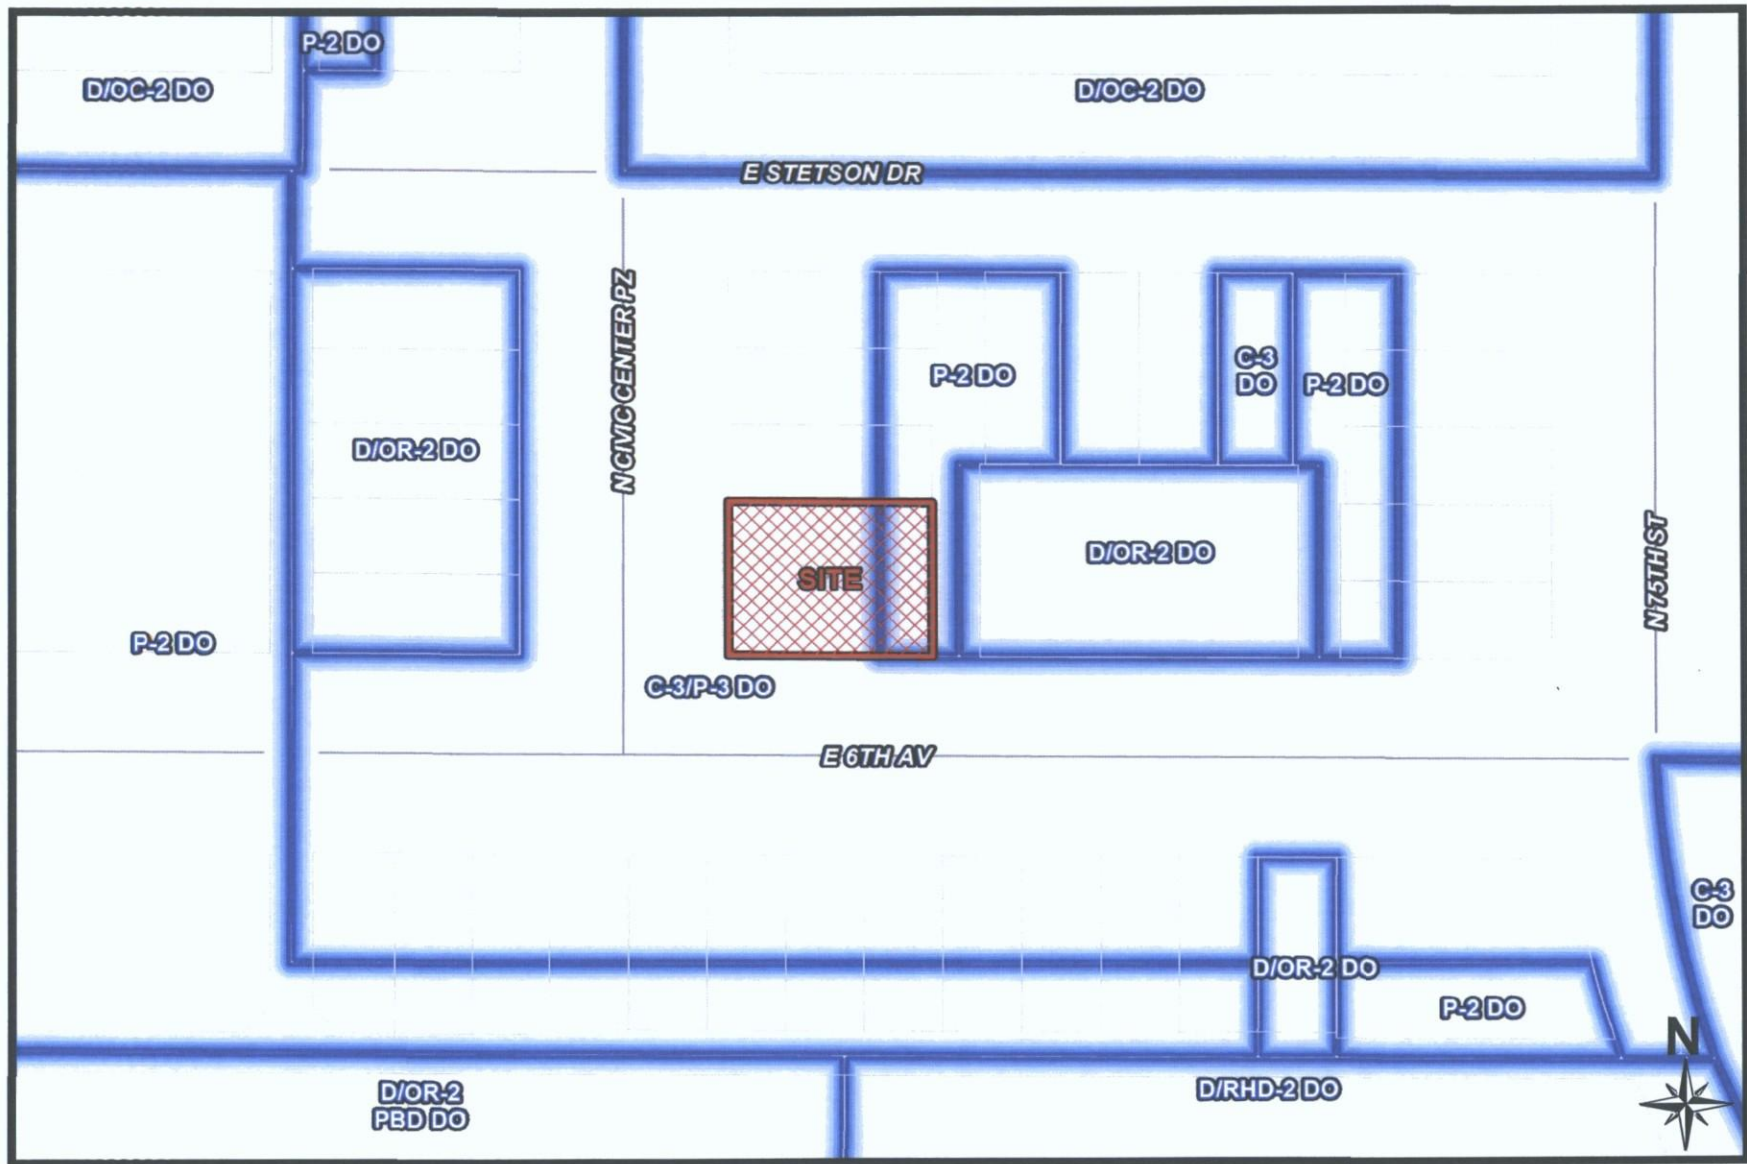 P-2 DO
D/OC-2 DO
D/OC-2 DO
E STETSON DR
N CIVIC CENTER PZ
P-2 DO
C-3
DO
P-2 DO
D/OR-2 DO
D/OR-2 DO
SITE
N 75TH ST
P-2 DO
C-3/P-3 DO
E 6TH AV
C-3
DO
D/OR-2 DO
P-2 DO
N
D/OR-2
PBD DO
D/RHD-2 DO